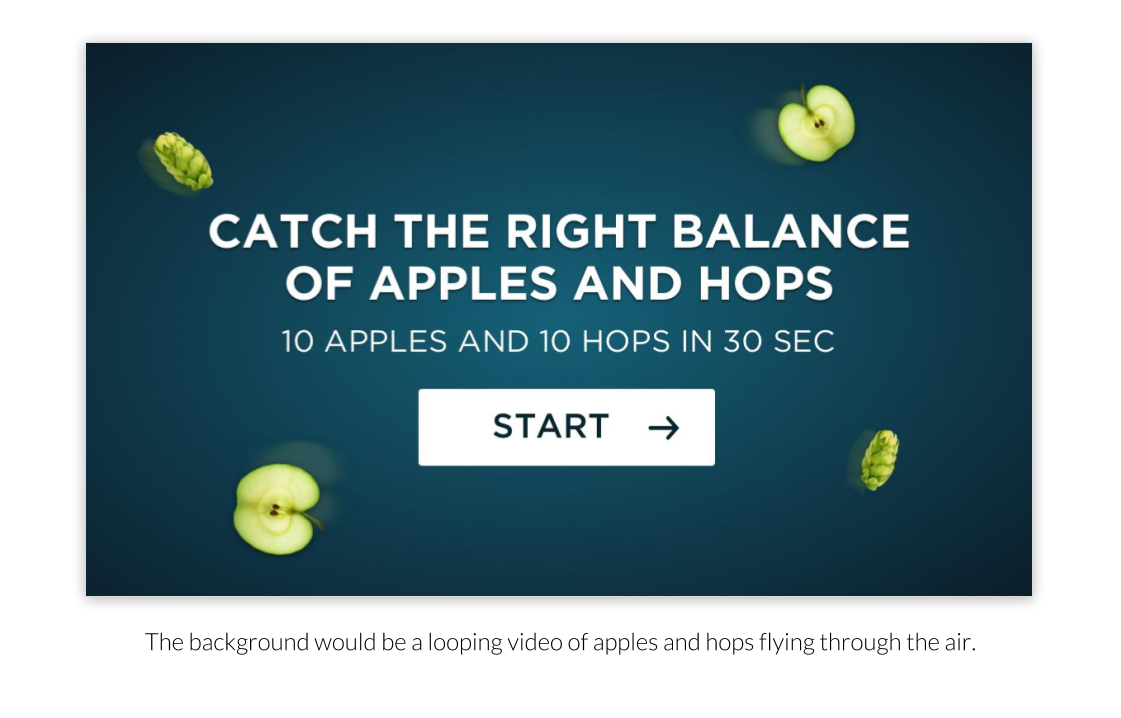 CATCH THE RIGHT BALANCE
OF APPLES AND HOPS
10 APPLES AND 10 HOPS IN 30 SEC
START
The background would be a looping video of apples and hops flying through the air.